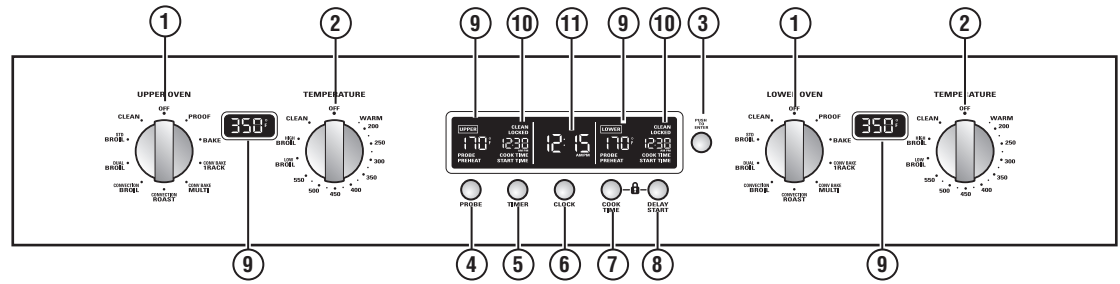 1 2 9 10 11 9 10 3 1 2
UPPER OVEN
OFF
PROOF
BAKE
CONV BAKE
1RACK
CONV BAKE
MULTI
CONVECTION
ROAST
CONVECTION
BROIL
DUAL
BROIL
STD
BROIL
CLEAN
350°F
TEMPERATURE
OFF
WARM
200
250
300
350
400
450
500
550
LOW
BROIL
HIGH
BROIL
CLEAN
UPPER
CLEAN
LOCKED
170°F
12:30
AM/PM
PROBE
PREHEAT
COOK TIME
START TIME
12:15
AM/PM
LOWER
CLEAN
LOCKED
170°F
12:30
AM/PM
PROBE
PREHEAT
COOK TIME
START TIME
PUSH
TO
ENTER
PROBE
TIMER
CLOCK
COOK
TIME
DELAY
START
LOWER OVEN
OFF
PROOF
BAKE
CONV BAKE
1RACK
CONV BAKE
MULTI
CONVECTION
ROAST
CONVECTION
BROIL
DUAL
BROIL
STD
BROIL
CLEAN
350°F
TEMPERATURE
OFF
WARM
200
250
300
350
400
450
500
550
LOW
BROIL
HIGH
BROIL
CLEAN
9 4 5 6 7 8 9